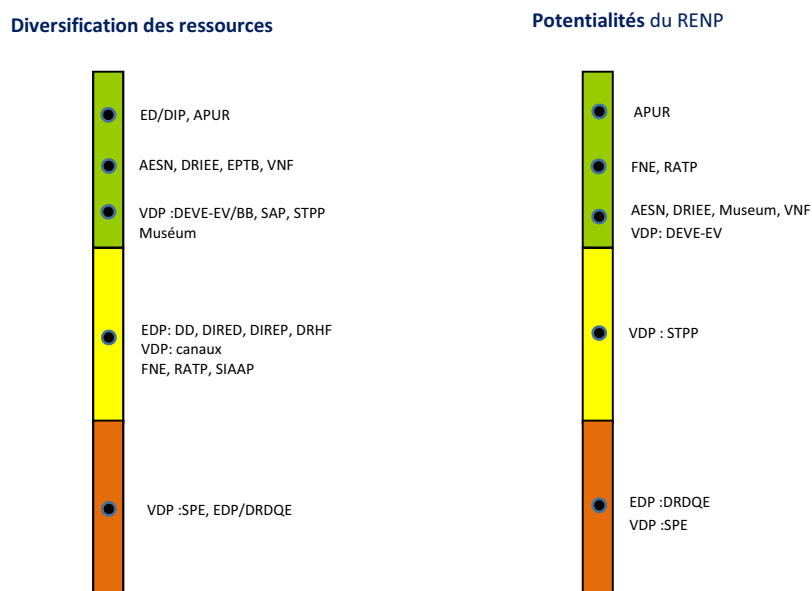 Diversification des ressources
ED/DIP, APUR
AESN, DRIEE, EPTB, VNF
VDP :DEVE-EV/BB, SAP, STPP
Muséum
EDP: DD, DIRED, DIREP, DRHF
VDP: canaux
FNE, RATP, SIAAP
VDP :SPE, EDP/DRDQE
Potentialités du RENP
APUR
FNE, RATP
AESN, DRIEE, Museum, VNF
VDP: DEVE-EV
VDP : STPP
EDP :DRDQE
VDP :SPE